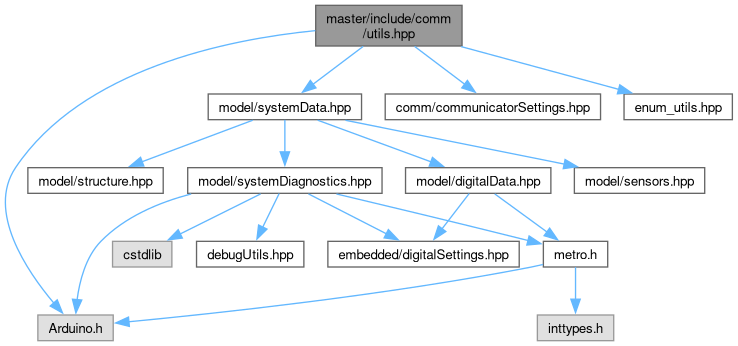 master/include/comm
/utils.hpp
model/systemData.hpp
comm/communicatorSettings.hpp
enum_utils.hpp
model/structure.hpp
model/systemDiagnostics.hpp
model/digitalData.hpp
model/sensors.hpp
cstdlib
debugUtils.hpp
embedded/digitalSettings.hpp
metro.h
Arduino.h
inttypes.h